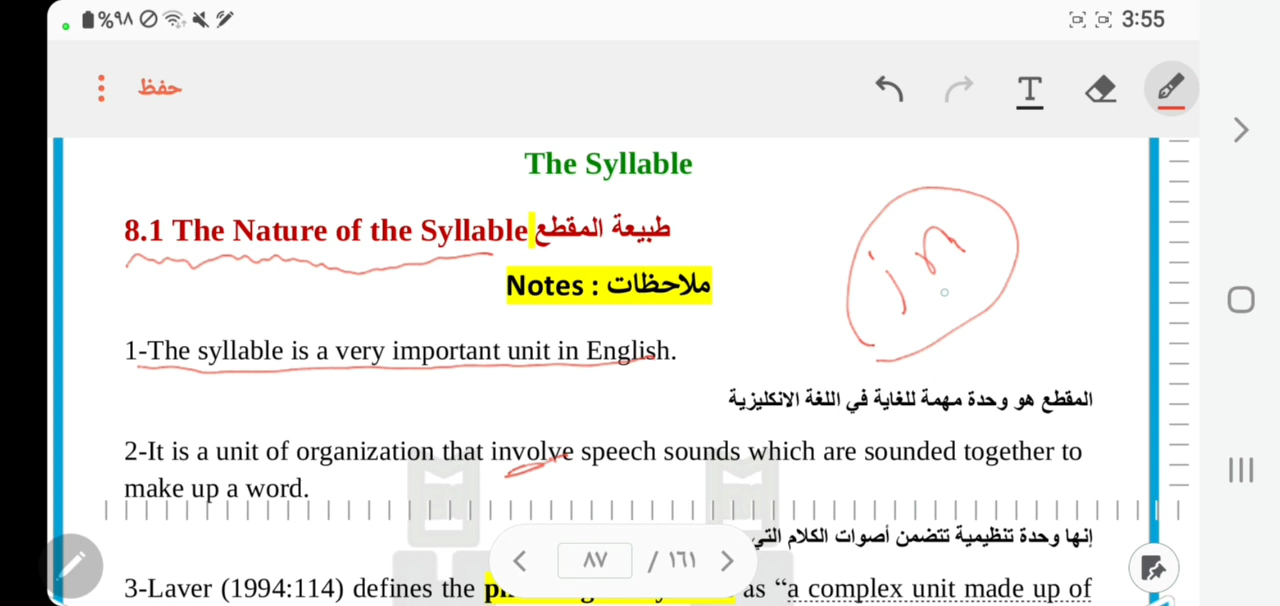 %٩٨ 3:55
حفظ T
The Syllable
8.1 The Nature of the Syllable طبيعة المقطع
Notes : ملاحظات
in
1-The syllable is a very important unit in English.
المقطع هو وحدة مهمة للغاية في اللغة الانكليزية
2-It is a unit of organization that involve speech sounds which are sounded together to
make up a word.
إنها وحدة تنظيمية تتضمن أصوات الكلام التي
٨٧ / ١٦١
3-Laver (1994:114) defines the as “a complex unit made up of